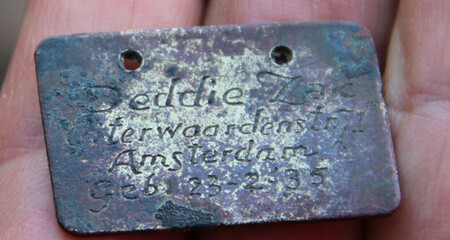 Deddie Zak
Uiterwaardenstr 71
Amsterdam
Geb. 23-2-35